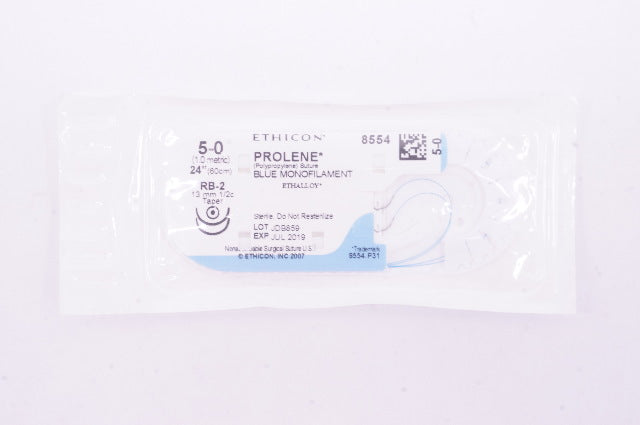 ETHICON*
8554
5-0
5-0
(1.0 metric)
24" (60cm)
PROLENE*
(Polypropylene) Suture
BLUE MONOFILAMENT
ETHALLOY*
RB-2
13 mm 1/2c
Taper
Sterile. Do Not Resterilize
LOT JDB859
EXP JUL 2019
Surgical Suture U.S.
© ETHICON, INC 2007
*Trademark
8554.P31